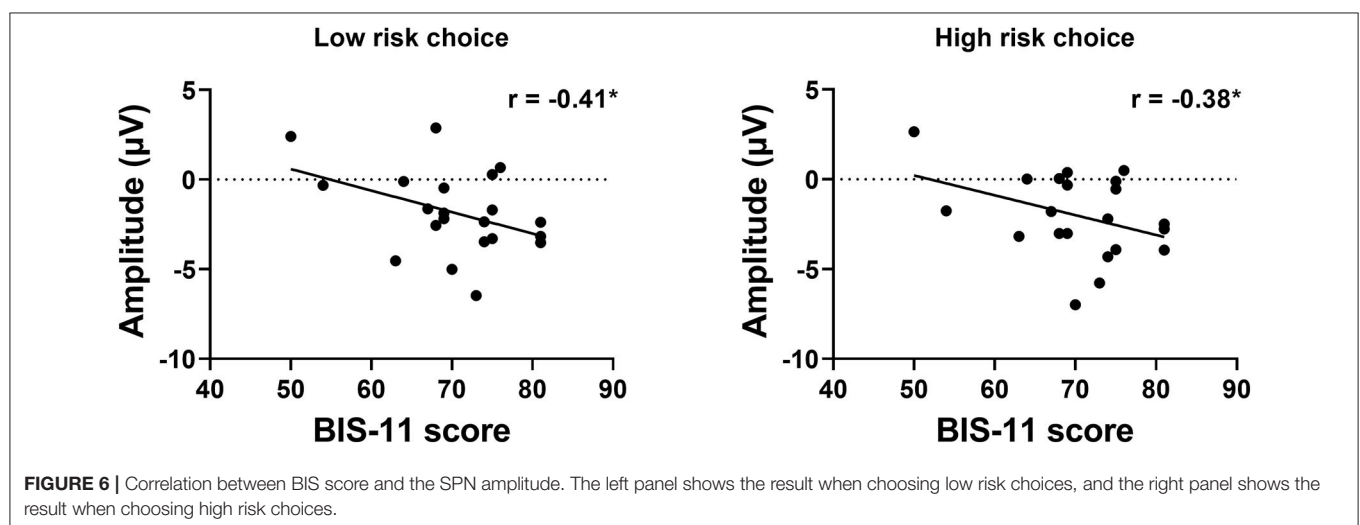 Low risk choice
r = -0.41*
5
0
-5
-10
Amplitude (µV)
40 50 60 70 80 90
BIS-11 score
High risk choice
r = -0.38*
5
0
-5
-10
Amplitude (µV)
40 50 60 70 80 90
BIS-11 score
FIGURE 6 | Correlation between BIS score and the SPN amplitude. The left panel shows the result when choosing low risk choices, and the right panel shows the
result when choosing high risk choices.